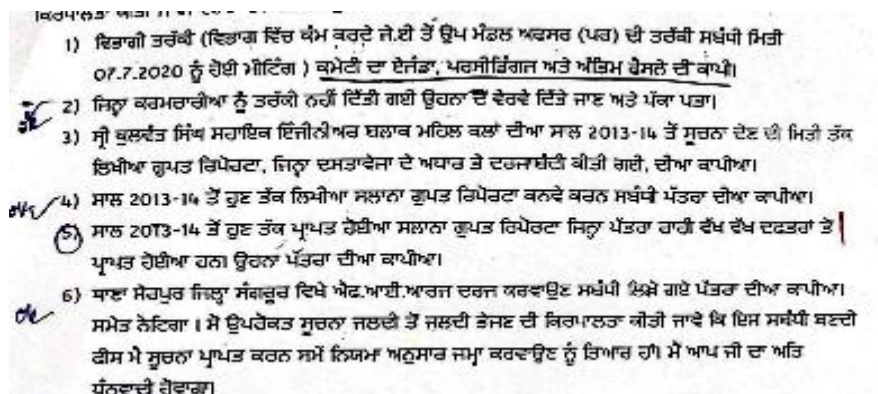 ਕਿਰਪਾਲਤਾ ਕੀਤੀ
1) ਵਿਭਾਗੀ ਤਰੱਕੀ (ਵਿਭਾਗ ਵਿੱਚ ਕੰਮ ਕਰਦੇ ਜੇ.ਈ ਤੋਂ ਉਪ ਮੰਡਲ ਅਫਸਰ (ਪਰ) ਦੀ ਤਰੱਕੀ ਸਬੰਧੀ ਮਿਤੀ
07.7.2020 ਨੂੰ ਹੋਈ ਮੀਟਿੰਗ ) ਕਮੇਟੀ ਦਾ ਏਜੰਡਾ, ਪਰਸੀਡਿੰਗਜ ਅਤੇ ਅੰਤਿਮ ਫੈਸਲੇ ਦੀ ਕਾਪੀ।
2) ਜਿਨ੍ਹਾ ਕਰਮਚਾਰੀਆ ਨੂੰ ਤਰੱਕੀ ਨਹੀਂ ਦਿੱਤੀ ਗਈ ਉਹਨਾ ਦੇ ਵੇਰਵੇ ਦਿੱਤੇ ਜਾਣ ਅਤੇ ਪੱਕਾ ਪਤਾ।
3) ਸ੍ਰੀ ਕੁਲਵੰਤ ਸਿੰਘ ਸਹਾਇਕ ਇੰਜੀਨੀਅਰ ਬਲਾਕ ਮਹਿਲ ਕਲਾਂ ਦੀਆ ਸਾਲ 2013-14 ਤੋਂ ਸੂਚਨਾ ਦੇਣ ਦੀ ਮਿਤੀ ਤੱਕ
ਲਿਖੀਆ ਗੁਪਤ ਰਿਪੋਰਟਾ, ਜਿਨ੍ਹਾ ਦਸਤਾਵੇਜਾ ਦੇ ਅਧਾਰ ਤੇ ਦਰਜਾਬੰਦੀ ਕੀਤੀ ਗਈ, ਦੀਆ ਕਾਪੀਆ।
4) ਸਾਲ 2013-14 ਤੋਂ ਹੁਣ ਤੱਕ ਲਿਖੀਆ ਸਲਾਨਾ ਗੁਪਤ ਰਿਪੋਰਟਾ ਕਨਵੇ ਕਰਨ ਸਬੰਧੀ ਪੱਤਰਾ ਦੀਆ ਕਾਪੀਆ।
5) ਸਾਲ 2013-14 ਤੋਂ ਹੁਣ ਤੱਕ ਪ੍ਰਾਪਤ ਹੋਈਆ ਸਲਾਨਾ ਗੁਪਤ ਰਿਪੋਰਟਾ ਜਿਨ੍ਹਾ ਪੱਤਰਾ ਰਾਹੀ ਵੱਖ ਵੱਖ ਦਫਤਰਾਂ ਤੇ
ਪ੍ਰਾਪਤ ਹੋਈਆ ਹਨ। ਉਹਨਾ ਪੱਤਰਾ ਦੀਆ ਕਾਪੀਆ।
6) ਥਾਣਾ ਸ਼ੇਰਪੁਰ ਜਿਲ੍ਹਾ ਸੰਗਰੂਰ ਵਿਖੇ ਐਫ.ਆਈ.ਆਰਜ ਦਰਜ ਕਰਵਾਉਣ ਸਬੰਧੀ ਲਿਖੇ ਗਏ ਪੱਤਰਾ ਦੀਆ ਕਾਪੀਆ।
ਸਮੇਤ ਨੋਟਿੰਗਾ । ਸੋ ਉਪਰੋਕਤ ਸੂਚਨਾ ਜਲਦੀ ਤੋਂ ਜਲਦੀ ਭੇਜਣ ਦੀ ਕਿਰਪਾਲਤਾ ਕੀਤੀ ਜਾਵੇ ਕਿ ਇਸ ਸਬੰਧੀ ਬਣਦੀ
ਫੀਸ ਮੈ ਸੂਚਨਾ ਪ੍ਰਾਪਤ ਕਰਨ ਸਮੇਂ ਨਿਯਮਾ ਅਨੁਸਾਰ ਜਮ੍ਹਾ ਕਰਵਾਉਣ ਨੂੰ ਤਿਆਰ ਹਾਂ। ਮੈ ਆਪ ਜੀ ਦਾ ਅਤਿ
ਧੰਨਵਾਦੀ ਹੋਵਾਗਾ।